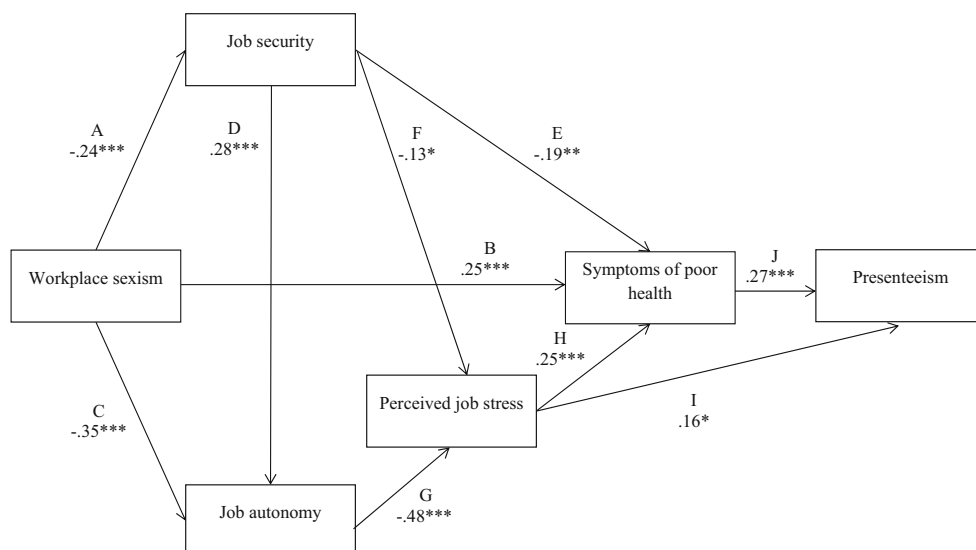 Job security
A
-.24***
D
.28***
F
-.13*
E
-.19**
Workplace sexism
B
.25***
Symptoms of poor
health
J
.27***
Presenteeism
H
.25***
Perceived job stress
I
.16*
C
-.35***
Job autonomy
G
-.48***